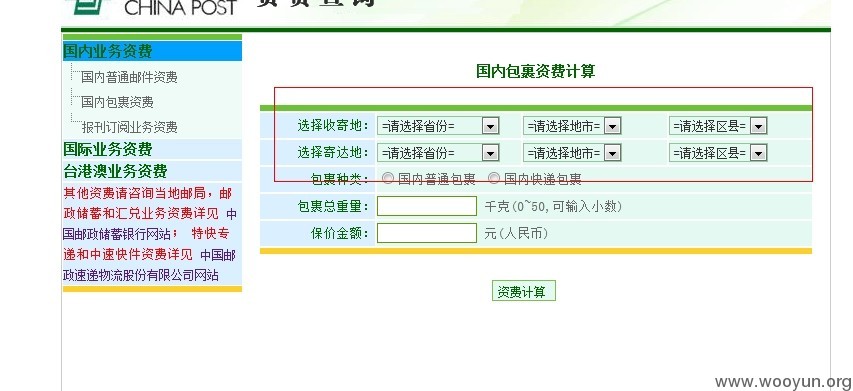 CHINA POST 资费查询
国内业务资费
国内普通邮件资费
国内包裹资费
报刊订阅业务资费
国际业务资费
台港澳业务资费
其他资费请咨询当地邮局，邮
政储蓄和汇兑业务资费详见 中
国邮政储蓄银行网站； 特快专
递和中速快件资费详见 中国邮
政速递物流股份有限公司网站
国内包裹资费计算
选择收寄地： =请选择省份= =请选择地市= =请选择区县=
选择寄达地： =请选择省份= =请选择地市= =请选择区县=
包裹种类： 国内普通包裹 国内快递包裹
包裹总重量： 千克(0~50,可输入小数)
保价金额： 元(人民币)
资费计算
www.wooyun.org